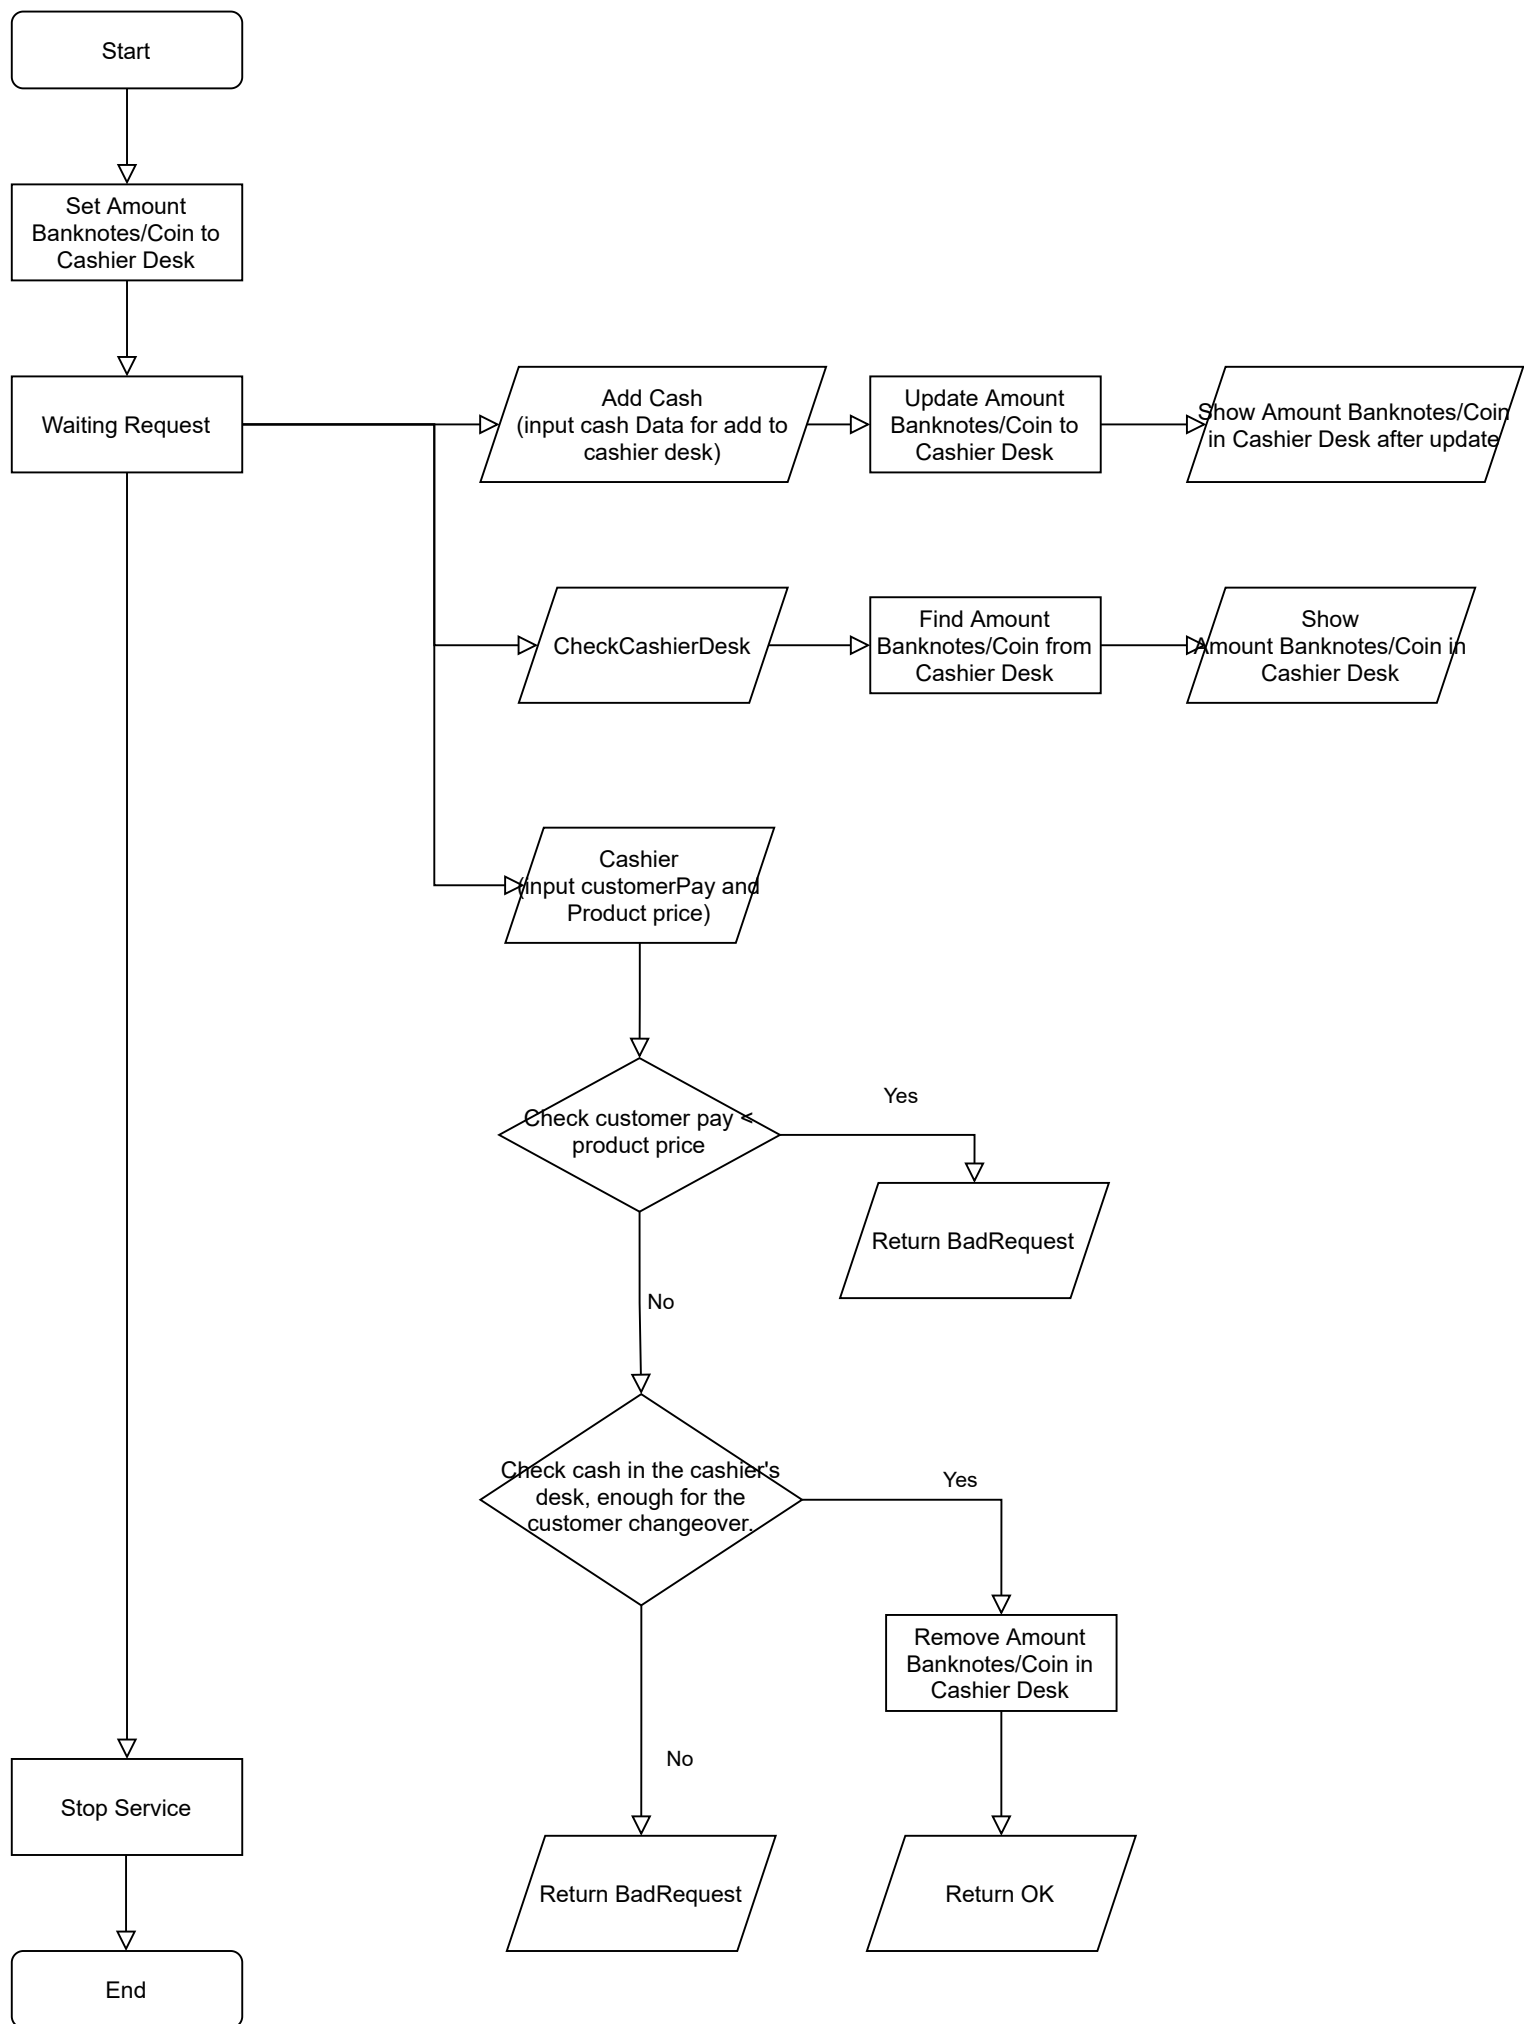 Start
Set Amount
Banknotes/Coin to
Cashier Desk
Waiting Request
Add Cash
(input cash Data for add to
cashier desk)
Update Amount
Banknotes/Coin to
Cashier Desk
Show Amount Banknotes/Coin
in Cashier Desk after update
CheckCashierDesk
Find Amount
Banknotes/Coin from
Cashier Desk
Show
Amount Banknotes/Coin in
Cashier Desk
Cashier
(input customerPay and
Product price)
Check customer pay <
product price
Yes
Return BadRequest
No
Check cash in the cashier's
desk, enough for the
customer changeover.
Yes
Remove Amount
Banknotes/Coin in
Cashier Desk
No
Stop Service
Return BadRequest
Return OK
End